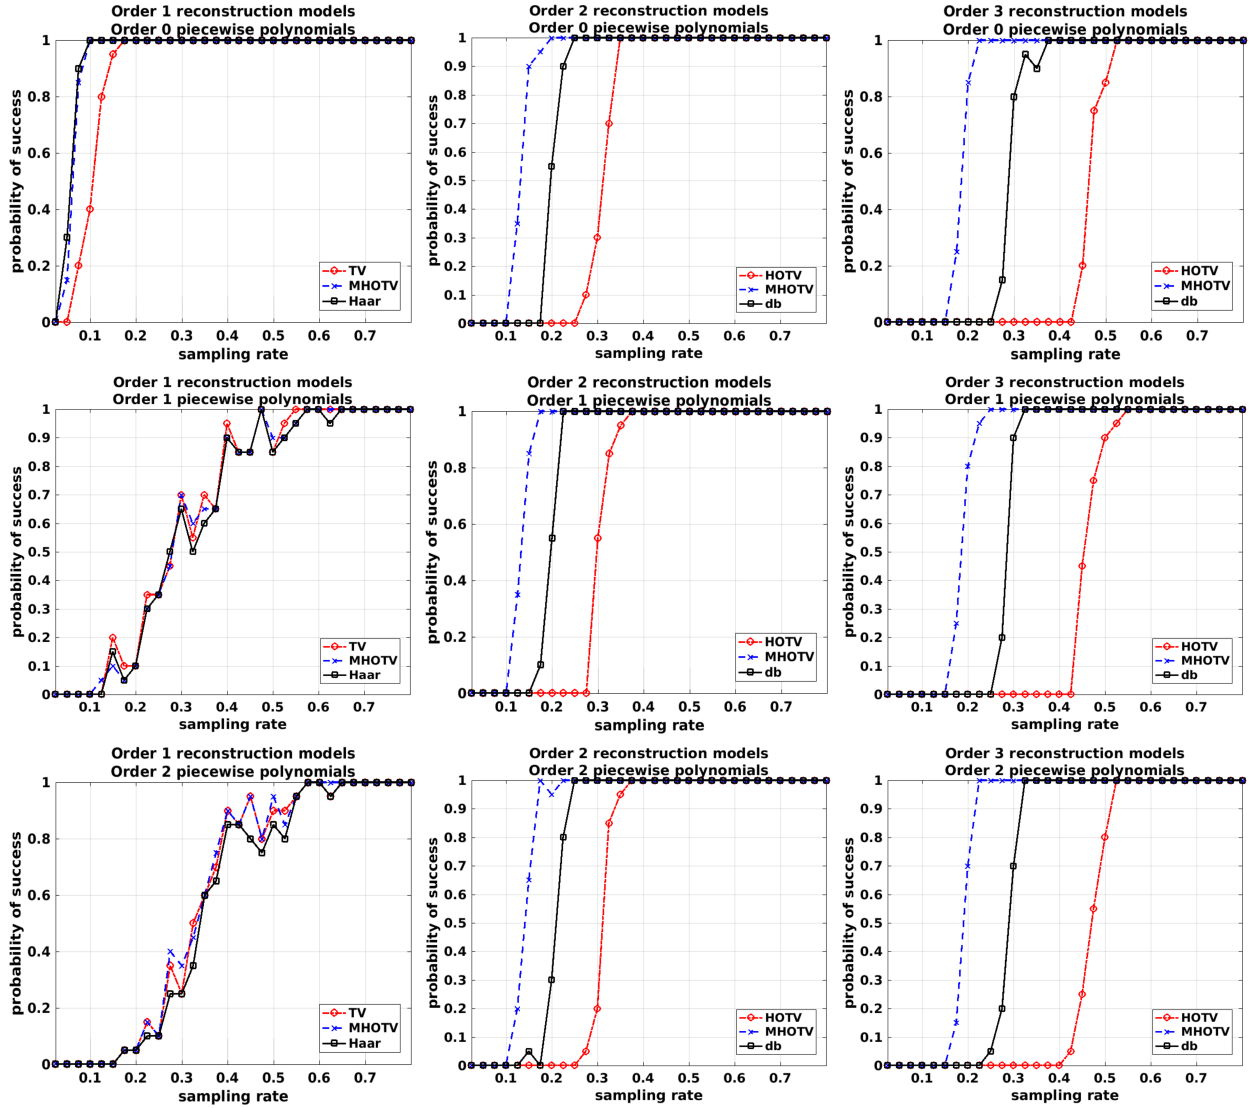 Order 1 reconstruction models
Order 0 piecewise polynomials
1
0.8
0.6
0.4
0.2
0
probability of success
0.1 0.2 0.3 0.4 0.5 0.6 0.7
sampling rate
TV
MHOTV
Haar
Order 2 reconstruction models
Order 0 piecewise polynomials
1
0.9
0.8
0.7
0.6
0.5
0.4
0.3
0.2
0.1
0
probability of success
0.1 0.2 0.3 0.4 0.5 0.6 0.7
sampling rate
HOTV
MHOTV
db
Order 3 reconstruction models
Order 0 piecewise polynomials
1
0.8
0.6
0.4
0.2
0
probability of success
0.1 0.2 0.3 0.4 0.5 0.6 0.7
sampling rate
HOTV
MHOTV
db
Order 1 reconstruction models
Order 1 piecewise polynomials
1
0.9
0.8
0.7
0.6
0.5
0.4
0.3
0.2
0.1
0
probability of success
0.1 0.2 0.3 0.4 0.5 0.6 0.7
sampling rate
TV
MHOTV
Haar
Order 2 reconstruction models
Order 1 piecewise polynomials
1
0.9
0.8
0.7
0.6
0.5
0.4
0.3
0.2
0.1
0
probability of success
0.1 0.2 0.3 0.4 0.5 0.6 0.7
sampling rate
HOTV
MHOTV
db
Order 3 reconstruction models
Order 1 piecewise polynomials
1
0.9
0.8
0.7
0.6
0.5
0.4
0.3
0.2
0.1
0
probability of success
0.1 0.2 0.3 0.4 0.5 0.6 0.7
sampling rate
HOTV
MHOTV
db
Order 1 reconstruction models
Order 2 piecewise polynomials
1
0.8
0.6
0.4
0.2
0
probability of success
0.1 0.2 0.3 0.4 0.5 0.6 0.7
sampling rate
TV
MHOTV
Haar
Order 2 reconstruction models
Order 2 piecewise polynomials
1
0.9
0.8
0.7
0.6
0.5
0.4
0.3
0.2
0.1
0
probability of success
0.1 0.2 0.3 0.4 0.5 0.6 0.7
sampling rate
HOTV
MHOTV
db
Order 3 reconstruction models
Order 2 piecewise polynomials
1
0.9
0.8
0.7
0.6
0.5
0.4
0.3
0.2
0.1
0
probability of success
0.1 0.2 0.3 0.4 0.5 0.6 0.7
sampling rate
HOTV
MHOTV
db